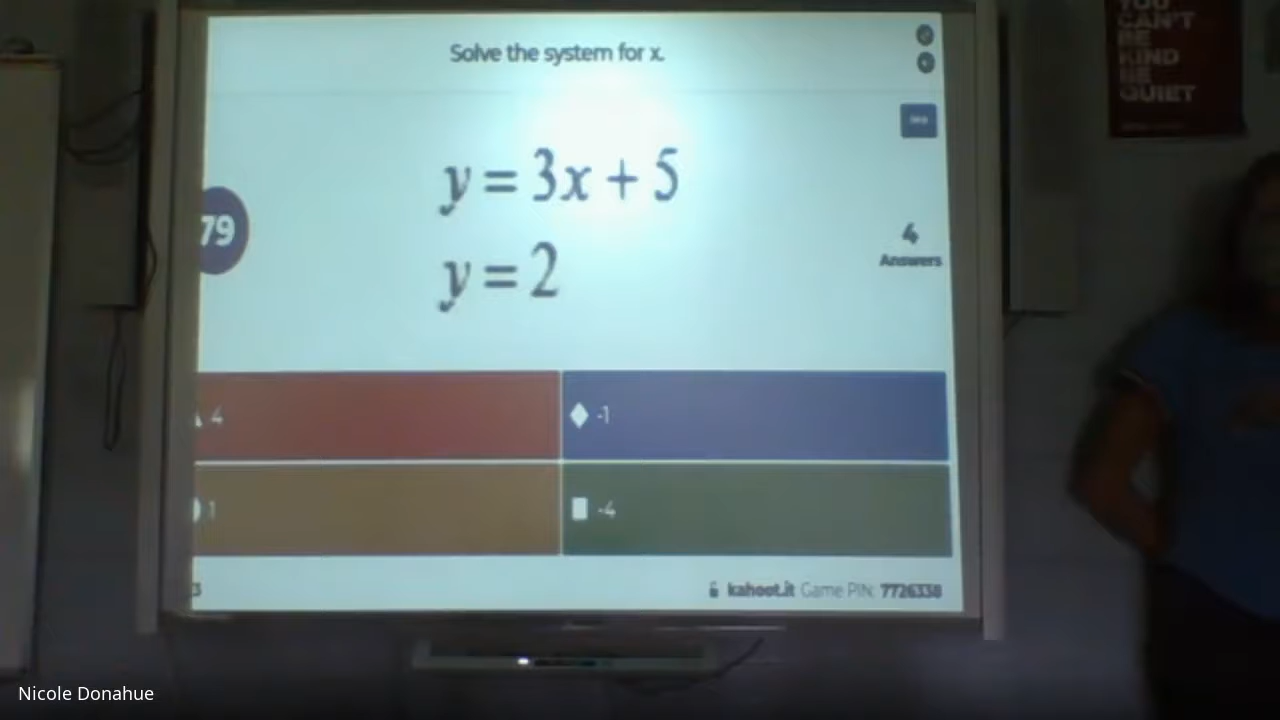 YOU
CAN'T
BE
KIND
BE
QUIET
Solve the system for x.
y = 3x + 5
y = 2
79
4
Answers
4
-1
1
-4
kahoot.it Game PIN: 7726338
Nicole Donahue